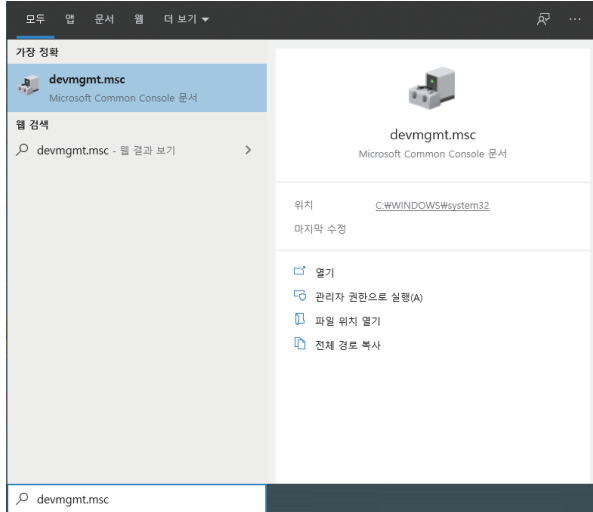 모두 앱 문서 웹 더 보기
가장 정확
devmgmt.msc
Microsoft Common Console 문서
웹 검색
devmgmt.msc - 웹 결과 보기
devmgmt.msc
Microsoft Common Console 문서
위치 C:₩WINDOWS₩system32
마지막 수정
열기
관리자 권한으로 실행(A)
파일 위치 열기
전체 경로 복사
devmgmt.msc